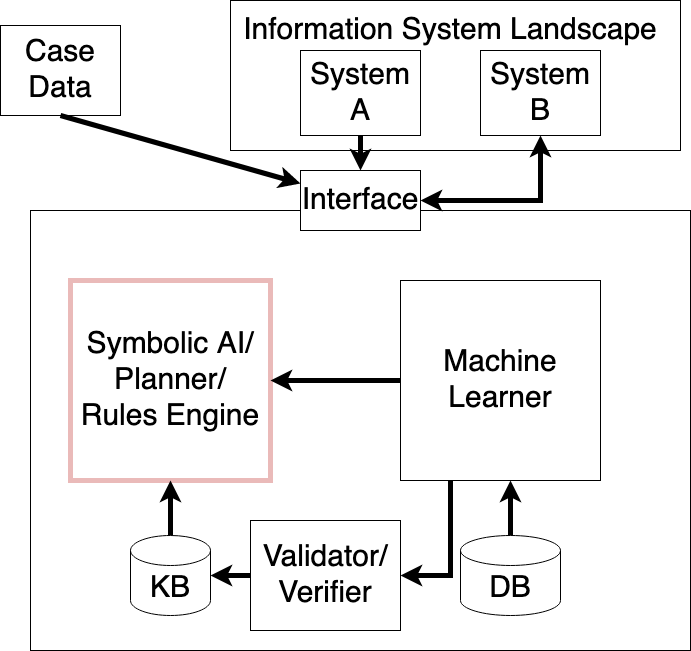 Information System Landscape
Case
Data
System
A
System
B
Interface
Symbolic AI/
Planner/
Rules Engine
Machine
Learner
KB
Validator/
Verifier
DB